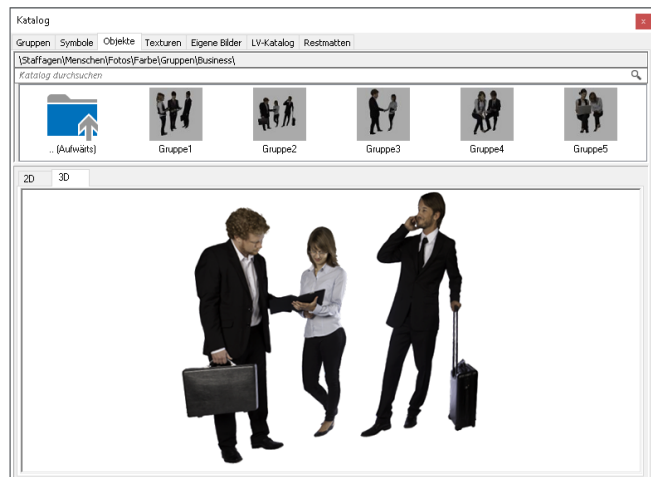 Katalog
x
Gruppen Symbole Objekte Texturen Eigene Bilder LV-Katalog Restmatten
\Staffagen\Menschen\Fotos\Farbe\Gruppen\Business\
Katalog durchsuchen
.. (Aufwärts) Gruppe1 Gruppe2 Gruppe3 Gruppe4 Gruppe5
2D 3D